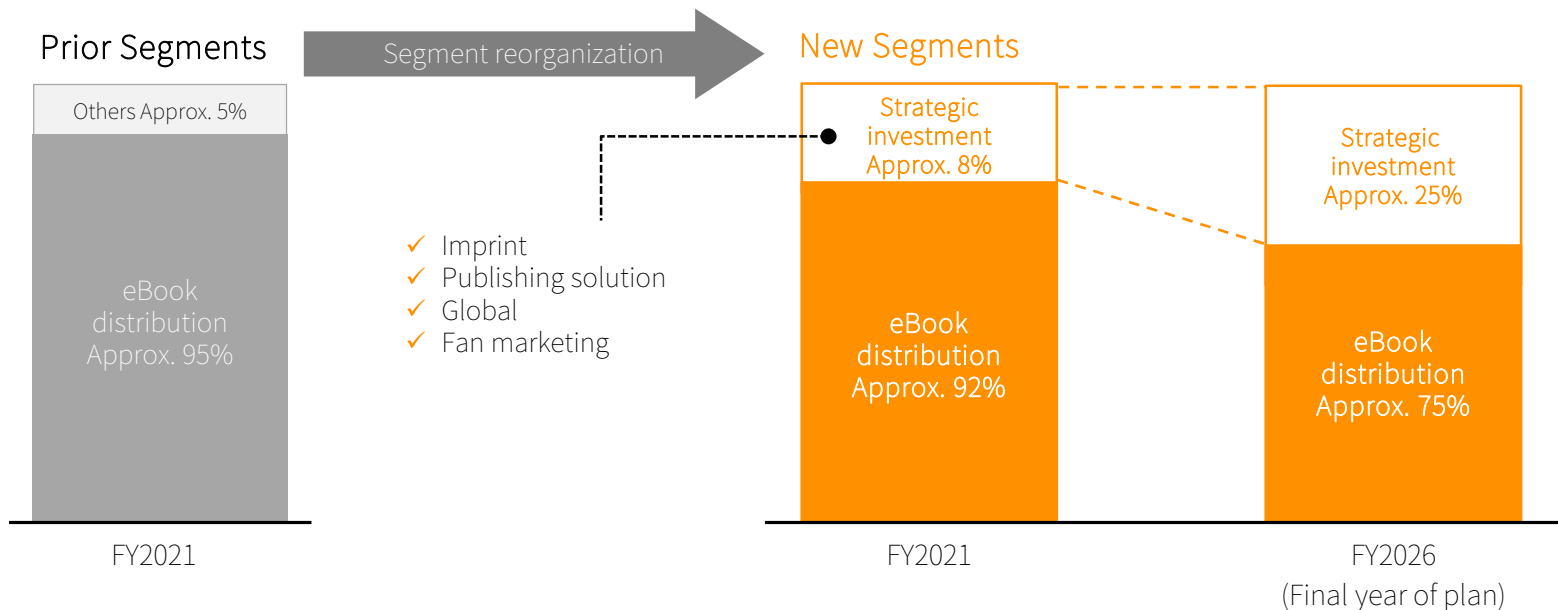 Prior Segments
Segment reorganization
New Segments
Others Approx. 5%
eBook
distribution
Approx. 95%
FY2021
✓ Imprint
✓ Publishing solution
✓ Global
✓ Fan marketing
Strategic
investment
Approx. 8%
eBook
distribution
Approx. 92%
FY2021
Strategic
investment
Approx. 25%
eBook
distribution
Approx. 75%
FY2026
(Final year of plan)